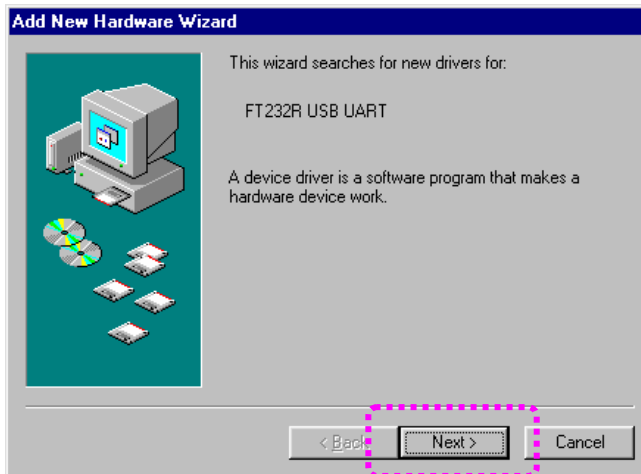 Add New Hardware Wizard
This wizard searches for new drivers for:
FT232R USB UART
A device driver is a software program that makes a
hardware device work.
< Back
Next >
Cancel